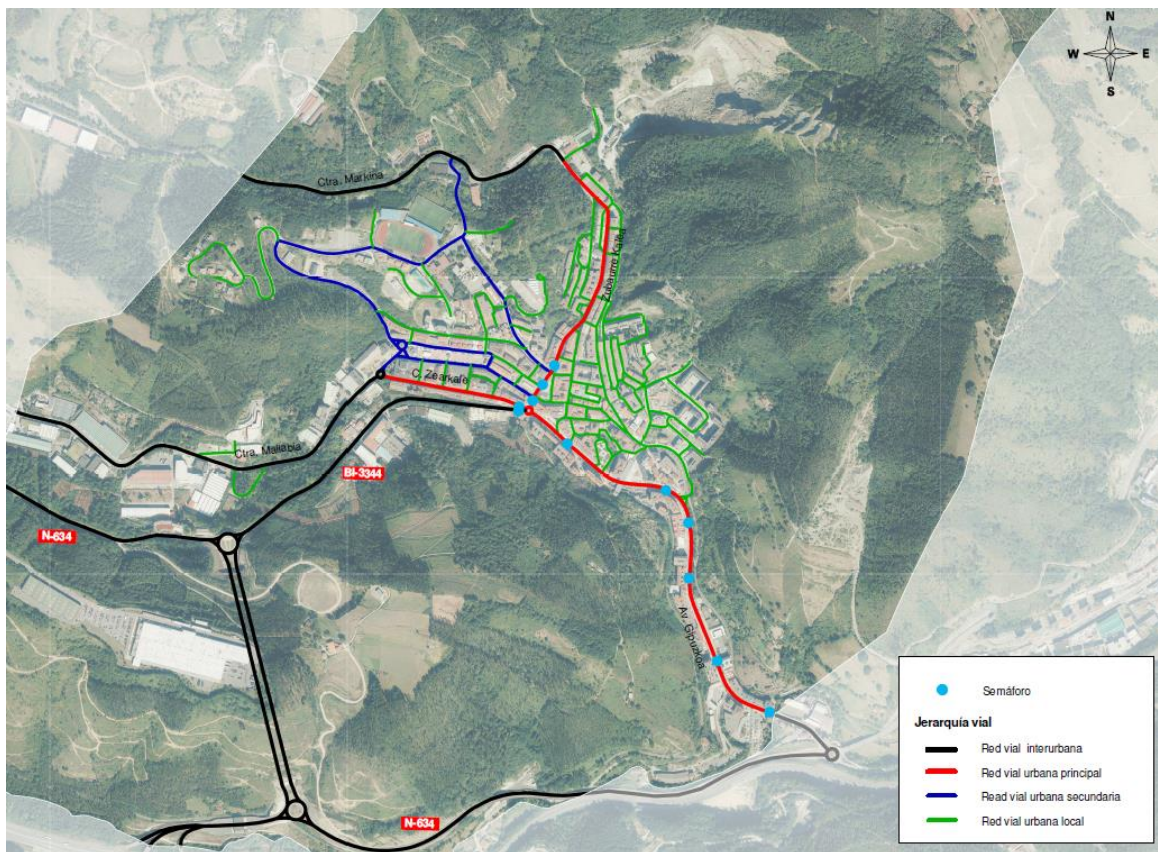 N
W E
S
Ctra. Markina
Zubaurre Kalea
C. Zearkale
Ctra. Mallabia
BI-3344
N-634
Av. Gipuzkoa
N-634
Semáforo
Jerarquía vial
Red vial interurbana
Red vial urbana principal
Read vial urbana secundaria
Red vial urbana local